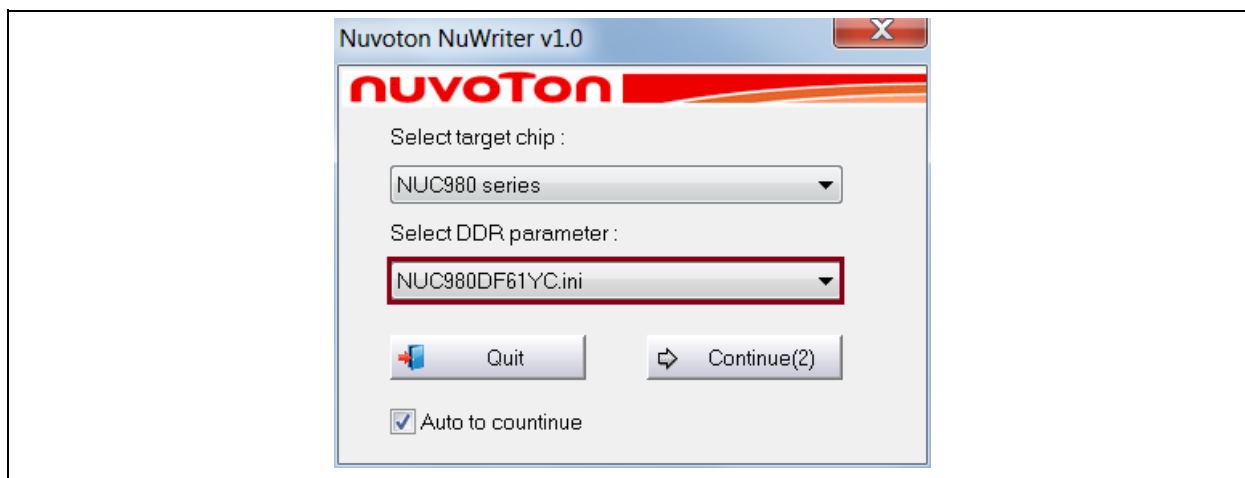 Nuvoton NuWriter v1.0
nuvoTon
Select target chip :
NUC980 series
Select DDR parameter :
NUC980DF61YC.ini
Quit Continue(2)
Auto to countinue